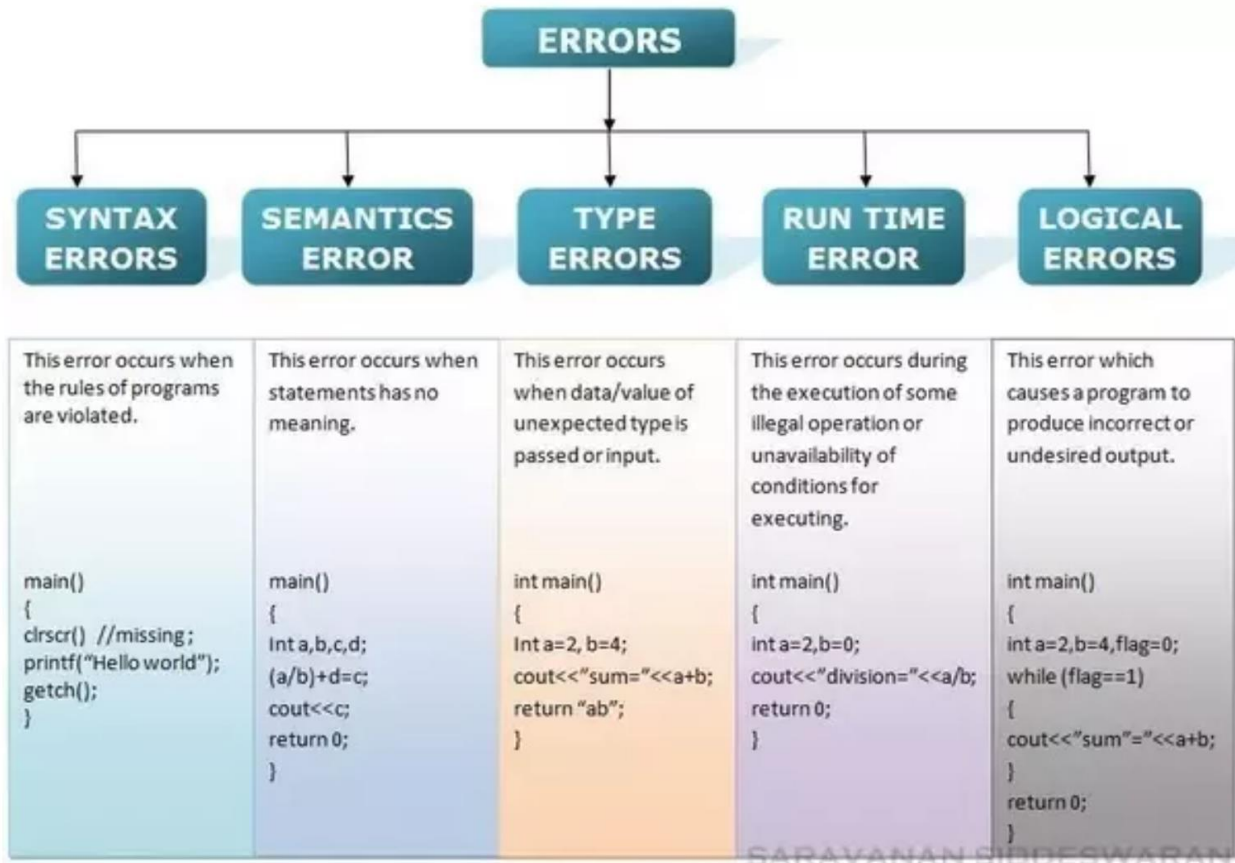 ERRORS
SYNTAX
ERRORS
SEMANTICS
ERROR
TYPE
ERRORS
RUN TIME
ERROR
LOGICAL
ERRORS
This error occurs when
the rules of programs
are violated.
main()
{
clrscr() //missing ;
printf(“Hello world”);
getch();
}
This error occurs when
statements has no
meaning.
main()
{
Int a,b,c,d;
(a/b)+d=c;
cout<<c;
return 0;
}
This error occurs
when data/value of
unexpected type is
passed or input.
int main()
{
Int a=2, b=4;
cout<<”sum=”<<a+b;
return “ab”;
}
This error occurs during
the execution of some
illegal operation or
unavailability of
conditions for
executing.
int main()
{
int a=2,b=0;
cout<<”division=”<<a/b;
return 0;
}
This error which
causes a program to
produce incorrect or
undesired output.
int main()
{
int a=2,b=4,flag=0;
while (flag==1)
{
cout<<”sum”=”<<a+b;
}
return 0;
}
SARAVANAN SIDDESWARAN